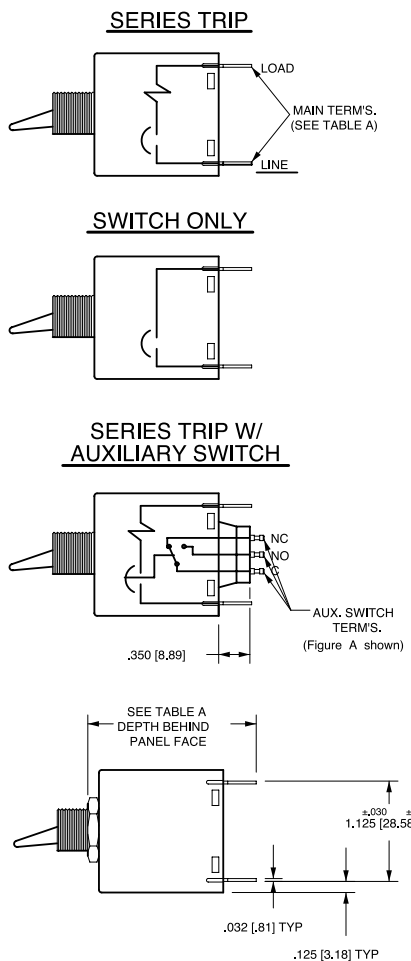 SERIES TRIP
LOAD
MAIN TERM'S.
(SEE TABLE A)
LINE
SWITCH ONLY
SERIES TRIP W/
AUXILIARY SWITCH
NC
NO
C
AUX. SWITCH
TERM'S.
(Figure A shown)
.350 [8.89]
SEE TABLE A
DEPTH BEHIND
PANEL FACE
±.030 ±
1.125 [28.58
.032 [.81] TYP
.125 [3.18] TYP